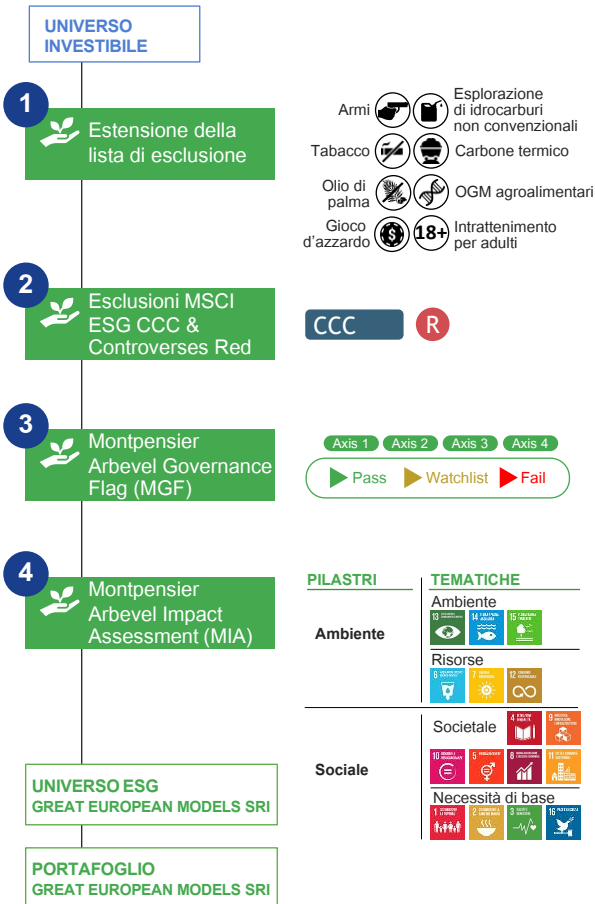 UNIVERSO
INVESTIBILE
1
Estensione della
lista di esclusione
Armi
Esplorazione
di idrocarburi
non convenzionali
Tabacco
Carbone termico
Olio di
palma
OGM agroalimentari
Gioco
d'azzardo
18+
Intrattenimento
per adulti
2
Esclusioni MSCI
ESG CCC &
Controverses Red
CCC
R
3
Montpensier
Arbevel Governance
Flag (MGF)
Axis 1
Axis 2
Axis 3
Axis 4
Pass
Watchlist
Fail
4
Montpensier
Arbevel Impact
Assessment (MIA)
PILASTRI
TEMATICHE
Ambiente
Ambiente
13
14
15
Risorse
6
7
12
Sociale
Societale
4
9
10
5
8
11
Necessità di base
1
2
3
16
UNIVERSO ESG
GREAT EUROPEAN MODELS SRI
PORTAFOGLIO
GREAT EUROPEAN MODELS SRI